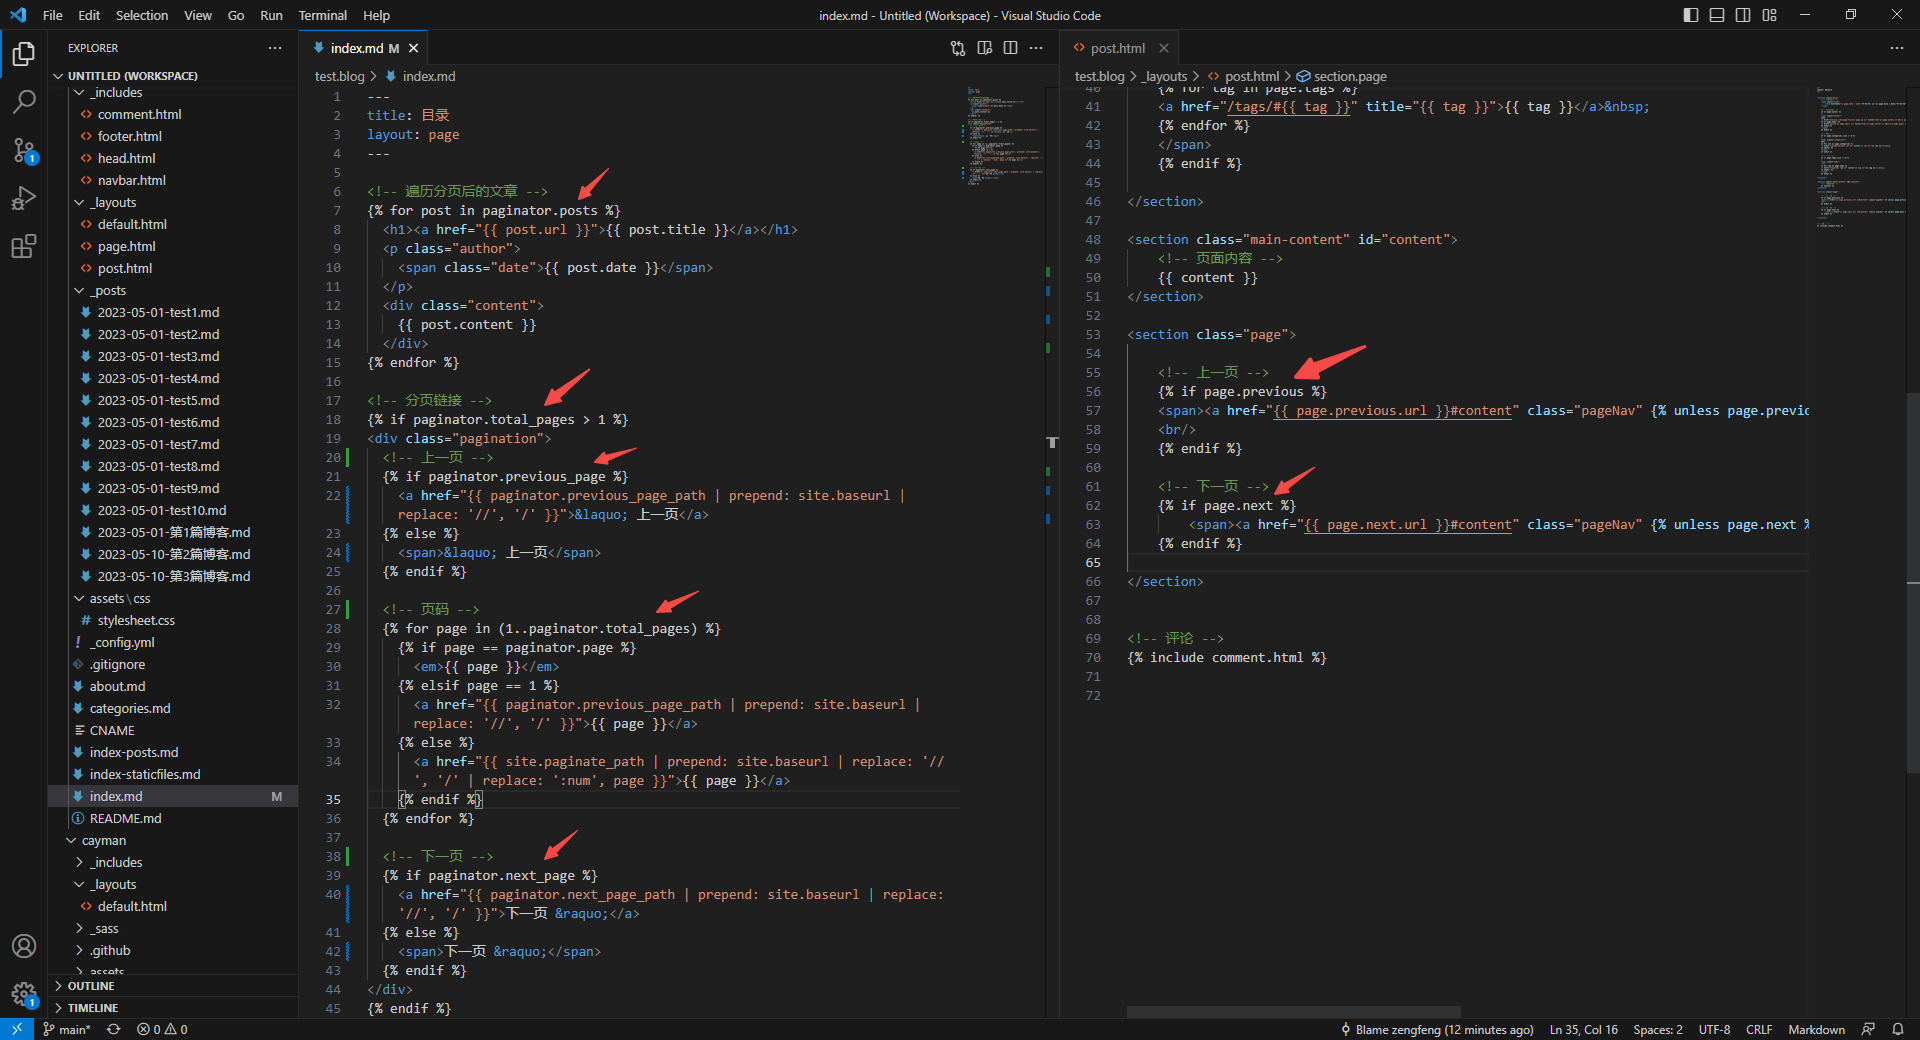 File Edit Selection View Go Run Terminal Help
index.md - Untitled (Workspace) - Visual Studio Code
EXPLORER
UNTITLED (WORKSPACE)
_includes
comment.html
footer.html
head.html
navbar.html
_layouts
default.html
page.html
post.html
_posts
2023-05-01-test1.md
2023-05-01-test2.md
2023-05-01-test3.md
2023-05-01-test4.md
2023-05-01-test5.md
2023-05-01-test6.md
2023-05-01-test7.md
2023-05-01-test8.md
2023-05-01-test9.md
2023-05-01-test10.md
2023-05-01-第1篇博客.md
2023-05-10-第2篇博客.md
2023-05-10-第3篇博客.md
assets\css
# stylesheet.css
! _config.yml
.gitignore
about.md
categories.md
CNAME
index-posts.md
index-staticfiles.md
index.md M
README.md
cayman
_includes
_layouts
default.html
_sass
.github
assets
OUTLINE
TIMELINE
1
1
index.md M
test.blog > index.md
1 ---
2 title: 目录
3 layout: page
4 ---
5
6 <!-- 遍历分页后的文章 -->
7 {% for post in paginator.posts %}
8 <h1><a href="{{ post.url }}">{{ post.title }}</a></h1>
9 <p class="author">
10 <span class="date">{{ post.date }}</span>
11 </p>
12 <div class="content">
13 {{ post.content }}
14 </div>
15 {% endfor %}
16
17 <!-- 分页链接 -->
18 {% if paginator.total_pages > 1 %}
19 <div class="pagination">
20 <!-- 上一页 -->
21 {% if paginator.previous_page %}
22 <a href="{{ paginator.previous_page_path | prepend: site.baseurl |
replace: '//', '/' }}">&laquo; 上一页</a>
23 {% else %}
24 <span>&laquo; 上一页</span>
25 {% endif %}
26
27 <!-- 页码 -->
28 {% for page in (1..paginator.total_pages) %}
29 {% if page == paginator.page %}
30 <em>{{ page }}</em>
31 {% elsif page == 1 %}
32 <a href="{{ paginator.previous_page_path | prepend: site.baseurl |
replace: '//', '/' }}">{{ page }}</a>
33 {% else %}
34 <a href="{{ site.paginate_path | prepend: site.baseurl | replace: '//
', '/' | replace: ':num', page }}">{{ page }}</a>
35 {% endif %}
36 {% endfor %}
37
38 <!-- 下一页 -->
39 {% if paginator.next_page %}
40 <a href="{{ paginator.next_page_path | prepend: site.baseurl | replace:
'//', '/' }}">下一页 &raquo;</a>
41 {% else %}
42 <span>下一页 &raquo;</span>
43 {% endif %}
44 </div>
45 {% endif %}
post.html
test.blog > _layouts > post.html > section.page
40 {% for tag in page.tags %}
41 <a href="/tags/#{{ tag }}" title="{{ tag }}">{{ tag }}</a>&nbsp;
42 {% endfor %}
43 </span>
44 {% endif %}
45
46 </section>
47
48 <section class="main-content" id="content">
49 <!-- 页面内容 -->
50 {{ content }}
51 </section>
52
53 <section class="page">
54
55 <!-- 上一页 -->
56 {% if page.previous %}
57 <span><a href="{{ page.previous.url }}#content" class="pageNav" {% unless page.previo
58 <br/>
59 {% endif %}
60
61 <!-- 下一页 -->
62 {% if page.next %}
63 <span><a href="{{ page.next.url }}#content" class="pageNav" {% unless page.next %
64 {% endif %}
65
66 </section>
67
68
69 <!-- 评论 -->
70 {% include comment.html %}
71
72
main* 0 0
Blame zengfeng (12 minutes ago) Ln 35, Col 16 Spaces: 2 UTF-8 CRLF Markdown